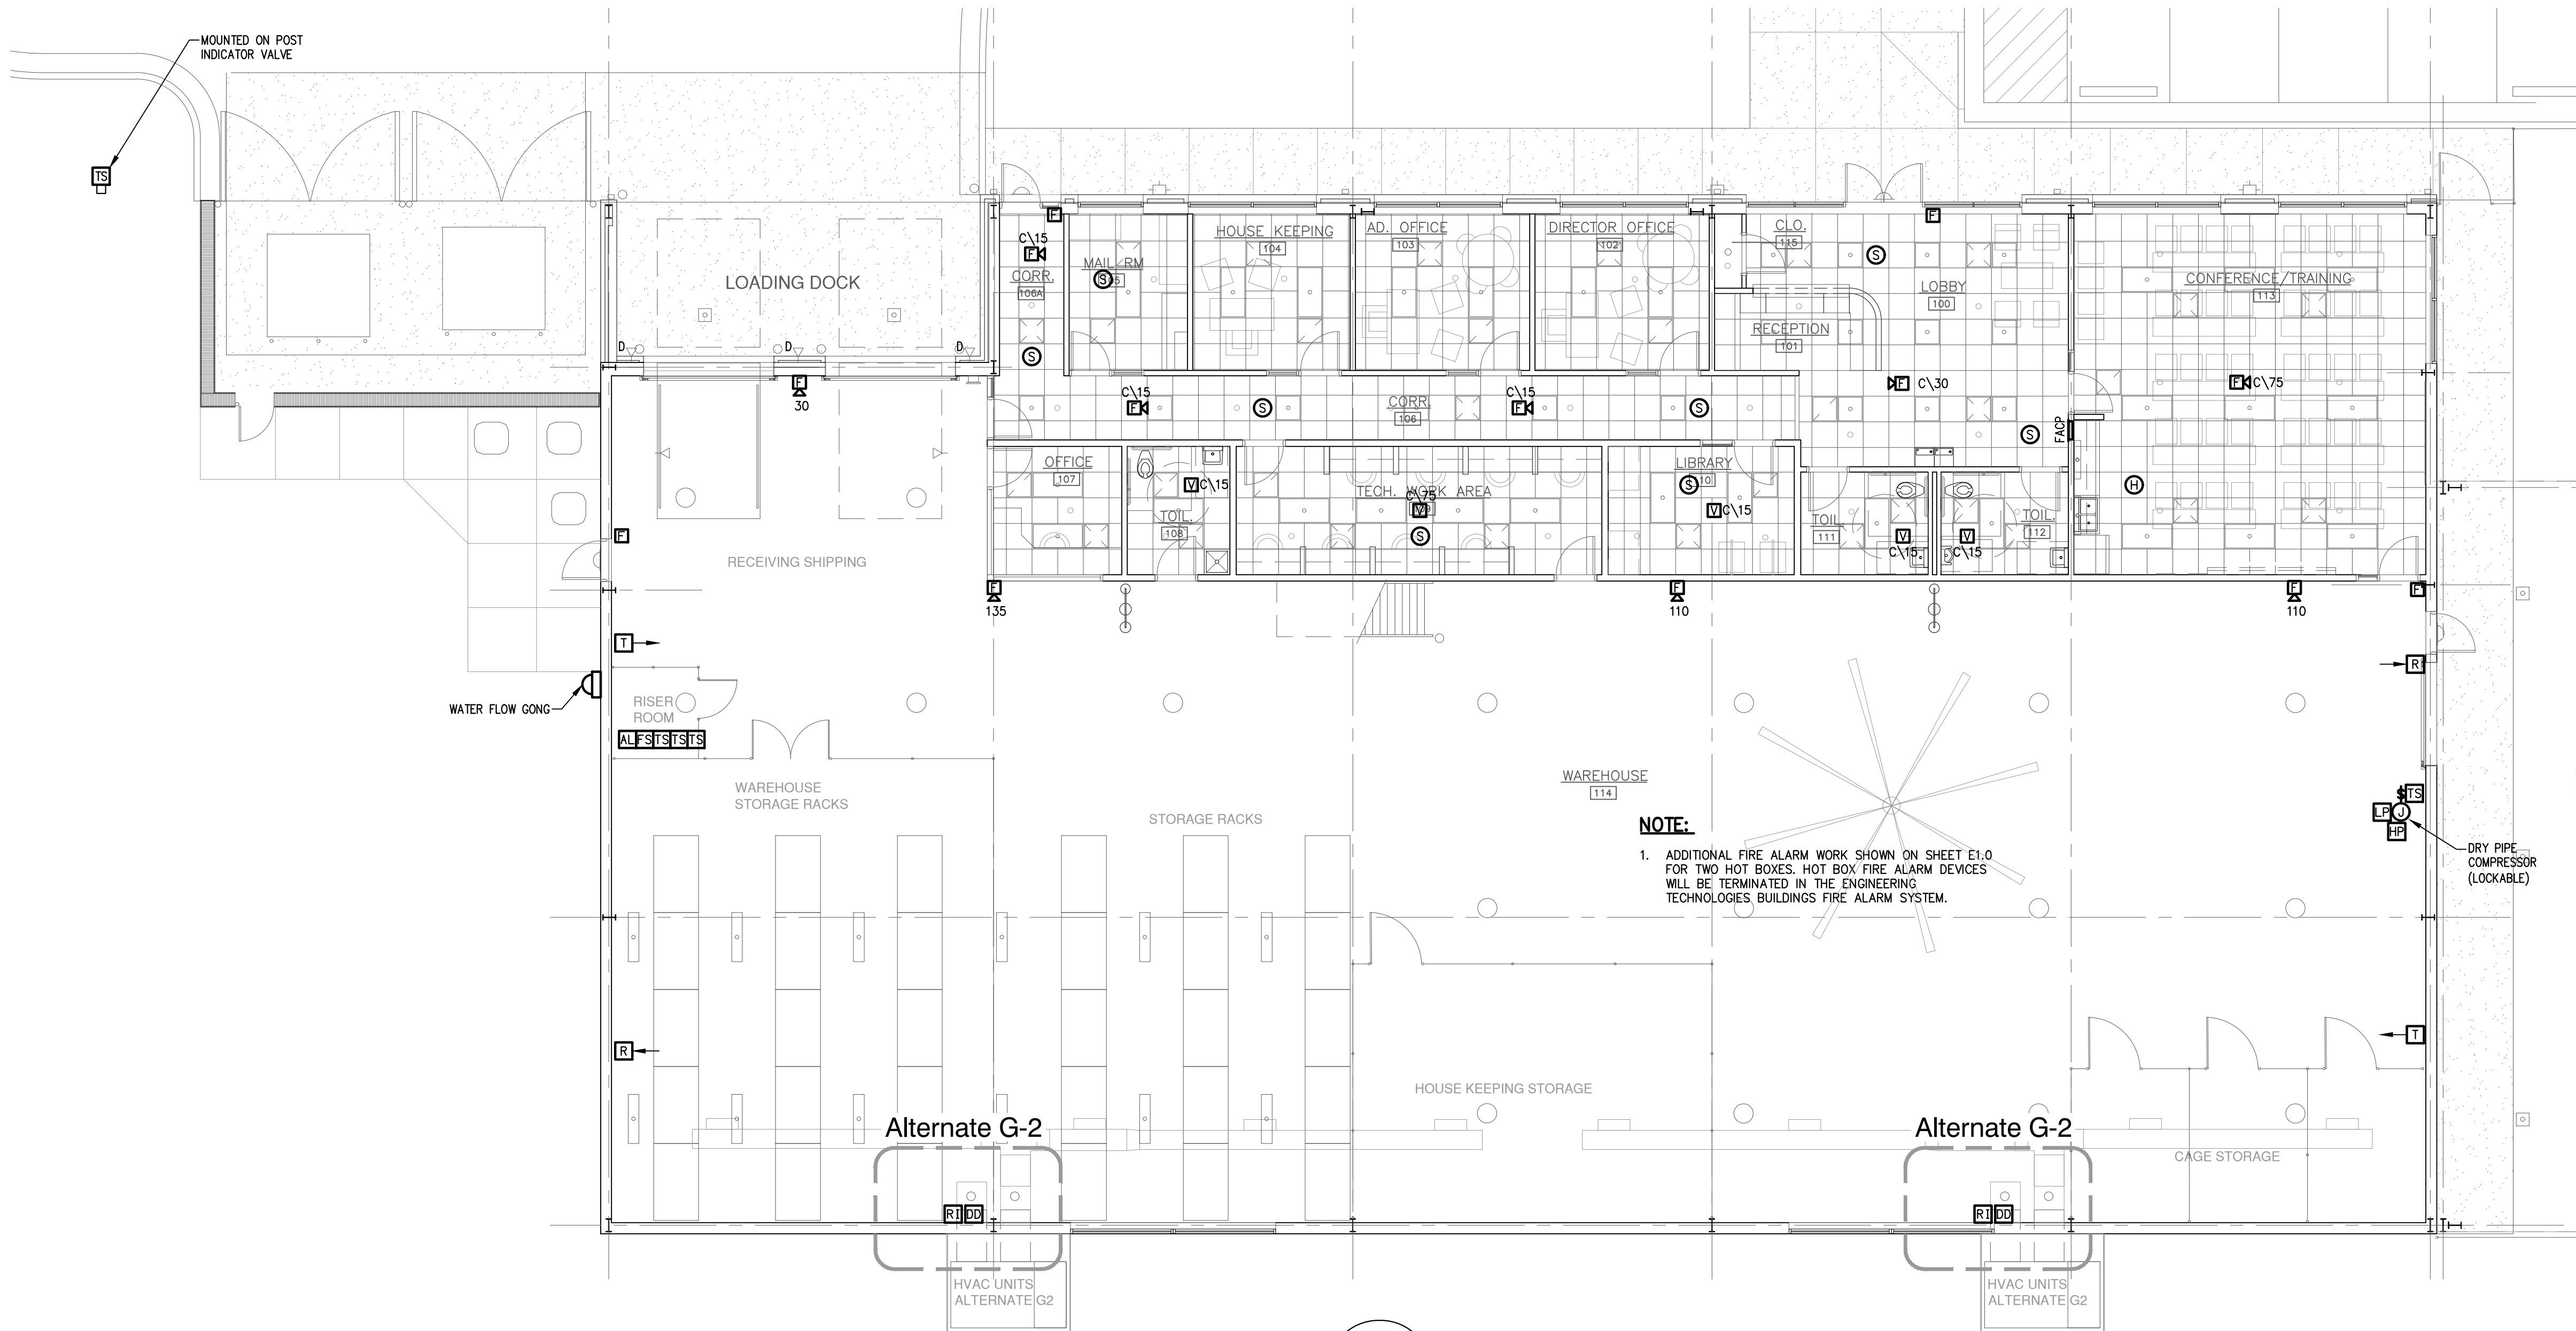 MOUNTED ON POST
INDICATOR VALVE
TS
F
C\15
F
CORR.
106A
S
MAIL RM
S
HOUSE KEEPING
104
AD. OFFICE
103
DIRECTOR OFFICE
102
CLO.
115
S
F
LOBBY
100
RECEPTION
101
CONFERENCE/TRAINING
113
LOADING DOCK
D
D
D
F
30
C\15
F
S
CORR.
106
C\15
F
S
F
C\30
F
C\75
S
FACP
OFFICE
107
V
C\15
TOIL.
108
TECH. WORK AREA
C\75
V
S
LIBRARY
S
V
C\15
TOIL.
111
V
C\15
V
C\15
TOIL.
112
H
F
RECEIVING SHIPPING
F
135
F
110
F
110
F
T
R
WATER FLOW GONG
RISER
ROOM
AL FS TS TS TS
WAREHOUSE
STORAGE RACKS
STORAGE RACKS
WAREHOUSE
114
NOTE:
1. ADDITIONAL FIRE ALARM WORK SHOWN ON SHEET E1.0
FOR TWO HOT BOXES. HOT BOX FIRE ALARM DEVICES
WILL BE TERMINATED IN THE ENGINEERING
TECHNOLOGIES BUILDINGS FIRE ALARM SYSTEM.
$ TS
LP J
HP
DRY PIPE
COMPRESSOR
(LOCKABLE)
R
T
HOUSE KEEPING STORAGE
Alternate G-2
Alternate G-2
CAGE STORAGE
RI DD
RI DD
HVAC UNITS
ALTERNATE G2
HVAC UNITS
ALTERNATE G2